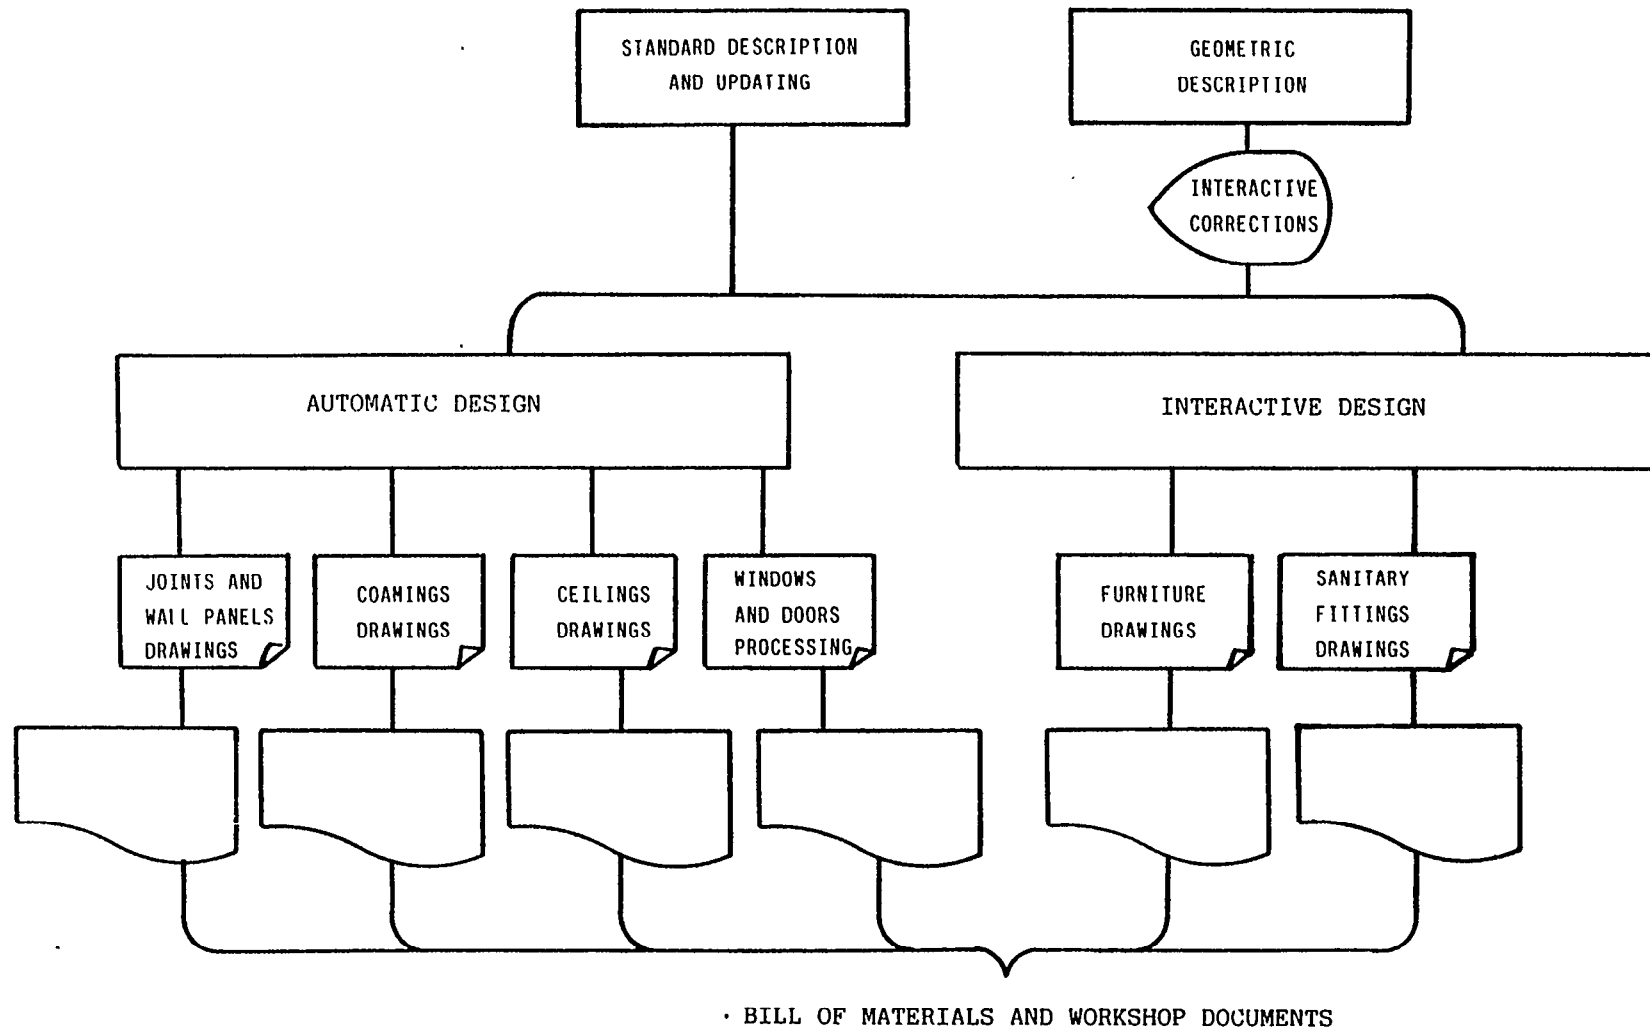 STANDARD DESCRIPTION
AND UPDATING
GEOMETRIC
DESCRIPTION
INTERACTIVE
CORRECTIONS
AUTOMATIC DESIGN
INTERACTIVE DESIGN
JOINTS AND
WALL PANELS
DRAWINGS
COAMINGS
DRAWINGS
CEILINGS
DRAWINGS
WINDOWS
AND DOORS
PROCESSING
FURNITURE
DRAWINGS
SANITARY
FITTINGS
DRAWINGS
· BILL OF MATERIALS AND WORKSHOP DOCUMENTS